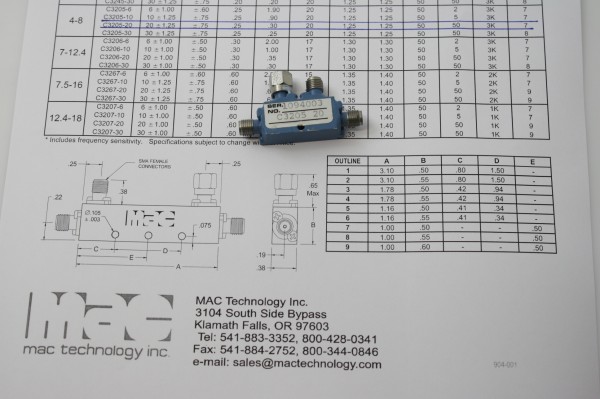 C3245-30 30 ± 1.25 ± .75 .20 20 1.25 1.25 50 50 3K 8
4-8
C3205-6 6 ± 1.00 ± .60 1.90 20 1.25 1.25 50 2 3K 7
C3205-10 10 ± 1.25 ± .75 .90 20 1.25 1.25 50 5 3K 7
C3205-20 20 ± 1.25 ± .75 .25 .30 20 1.25 1.25 50 50 3K 7
C3205-30 30 ± 1.25 ± .75 .25 .20 1.25 1.25 50 50 3K 8
7-12.4
C3206-6 6 ± 1.00 ± .50 .30 2.00 17 1.30 1.30 50 2 3K 7
C3206-10 10 ± 1.00 ± .50 .30 1.00 17 1.30 1.30 50 5 3K 7
C3206-20 20 ± 1.00 ± .50 .30 .35 17 1.30 1.30 50 50 3K 7
C3206-30 30 ± 1.00 ± .50 17 1.30 1.30 50 50 3K 8
7.5-16
C3267-6 6 ± 1.00 ± .60 .60 15 1.35 1.40 50 2 2K 7
C3267-10 10 ± 1.25 ± .75 15 1.35 1.40 50 5 2K 7
C3267-20 20 ± 1.25 ± .75 1.35 1.40 50 50 2K 9
C3267-30 30 ± 1.25 1.35 1.40 50 50 2K 9
12.4-18
C3207-6 6 ± 1.00 ± .50 .60 1.40 50 2 1K 7
C3207-10 10 ± 1.00 ± .50 1.40 50 5 1K 7
C3207-20 20 ± 1.00 ± .50 1.40 50 50 2K 9
C3207-30 30 ± 1.00 ± .50 1.40 50 50 2K 9
SER. 1094003
NO. C3205 20
* Includes frequency sensitivity. Specifications subject to change
.25 SMA FEMALE CONNECTORS .25
.38
.22
Ø.105 ±.003
MAC
.075
C D
E
A
.65 Max
B
.19
.38
OUTLINE A B C D E
1 3.10 .50 .80 1.50 -
2 3.10 .55 .80 1.50 -
3 1.78 .50 .42 .94 -
4 1.78 .55 .42 .94 -
5 1.16 .50 .41 .34 -
6 1.16 .55 .41 .34 -
7 1.00 .50 - - .50
8 1.00 .55 - - .50
9 1.00 .60 - - .50
mac
mac technology inc.
MAC Technology Inc.
3104 South Side Bypass
Klamath Falls, OR 97603
Tel: 541-883-3352, 800-428-0341
Fax: 541-884-2752, 800-344-0846
e-mail: sales@mactechnology.com
904-001